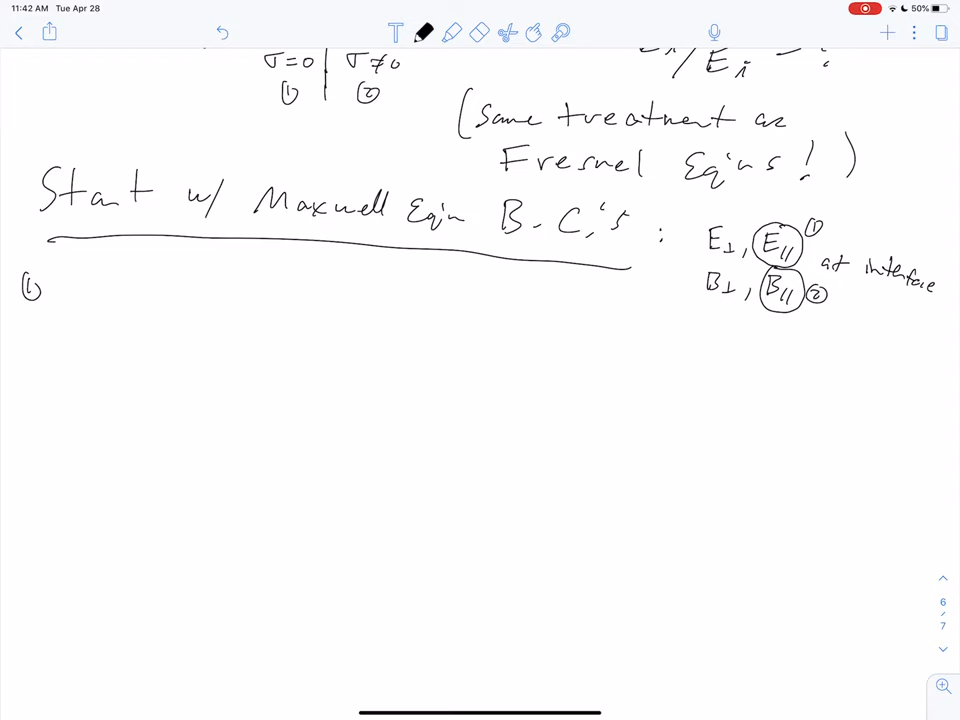 11:42 AM Tue Apr 28
50%
σ=0 | σ≠0
① ②
E / E_i = ?
(same treatment as
Fresnel Eq'ns!)
Start w/ Maxwell Eq'n B.C.'s :
E⊥, E∥ ①
B⊥, B∥ ②
at interface
①
6
/
7